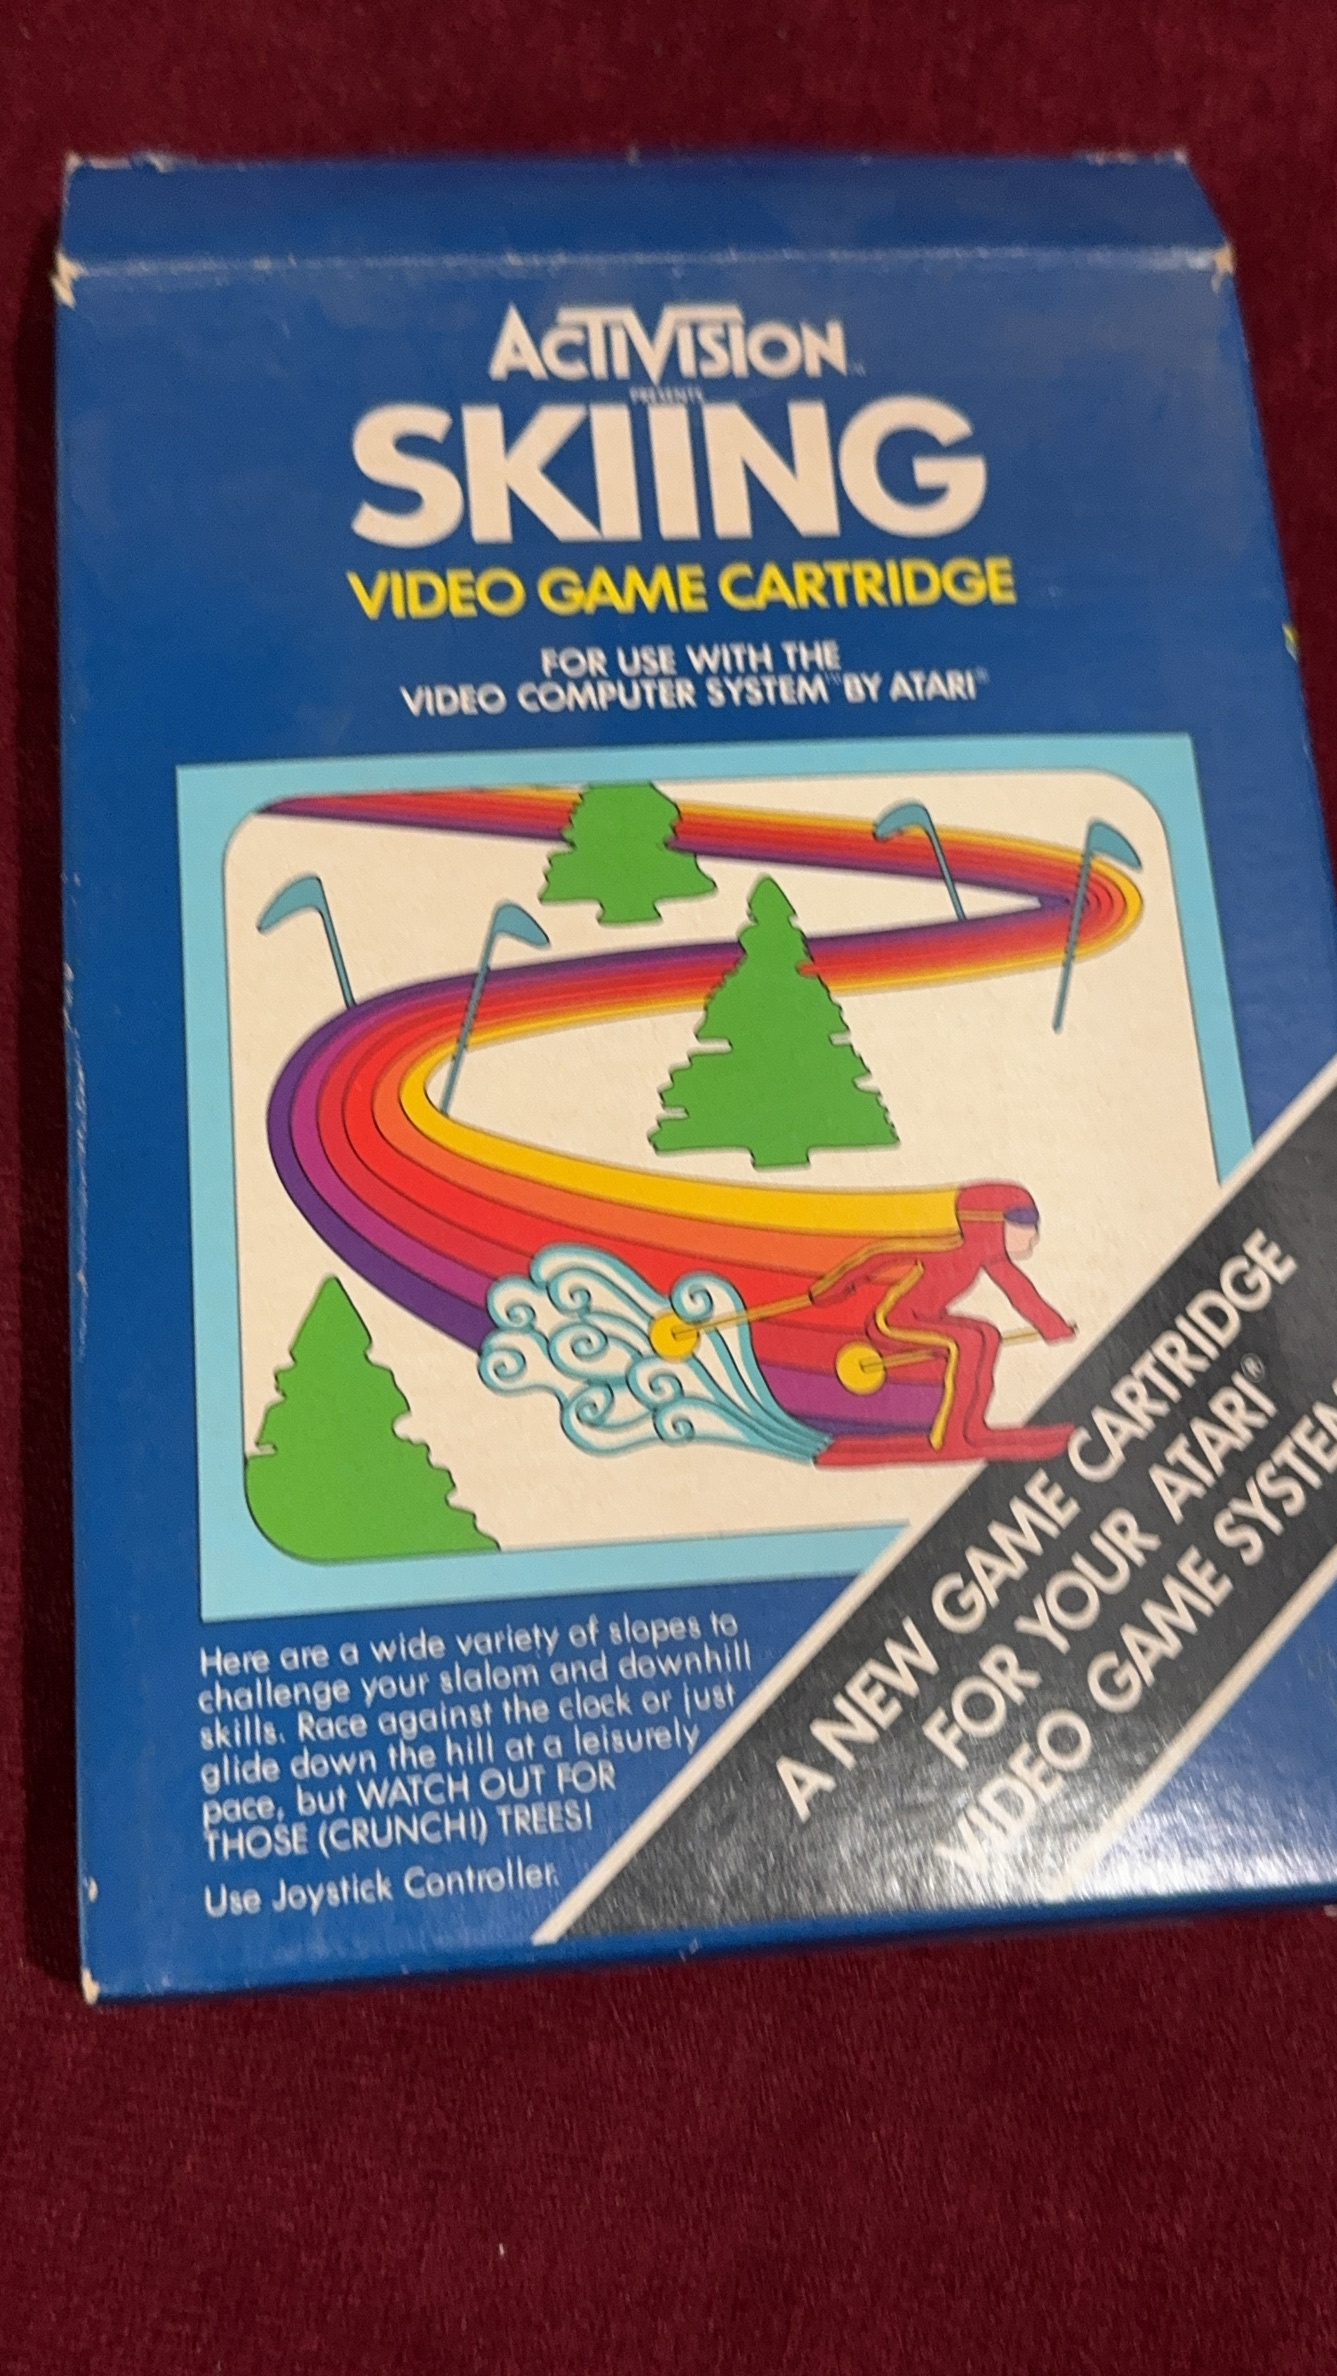 ACTIVISION™
PRESENTS
SKIING
VIDEO GAME CARTRIDGE
FOR USE WITH THE
VIDEO COMPUTER SYSTEM™ BY ATARI®
Here are a wide variety of slopes to
challenge your slalom and downhill
skills. Race against the clock or just
glide down the hill at a leisurely
pace, but WATCH OUT FOR
THOSE (CRUNCH!) TREES!
Use Joystick Controller.
A NEW GAME CARTRIDGE
FOR YOUR ATARI®
VIDEO GAME SYSTEM